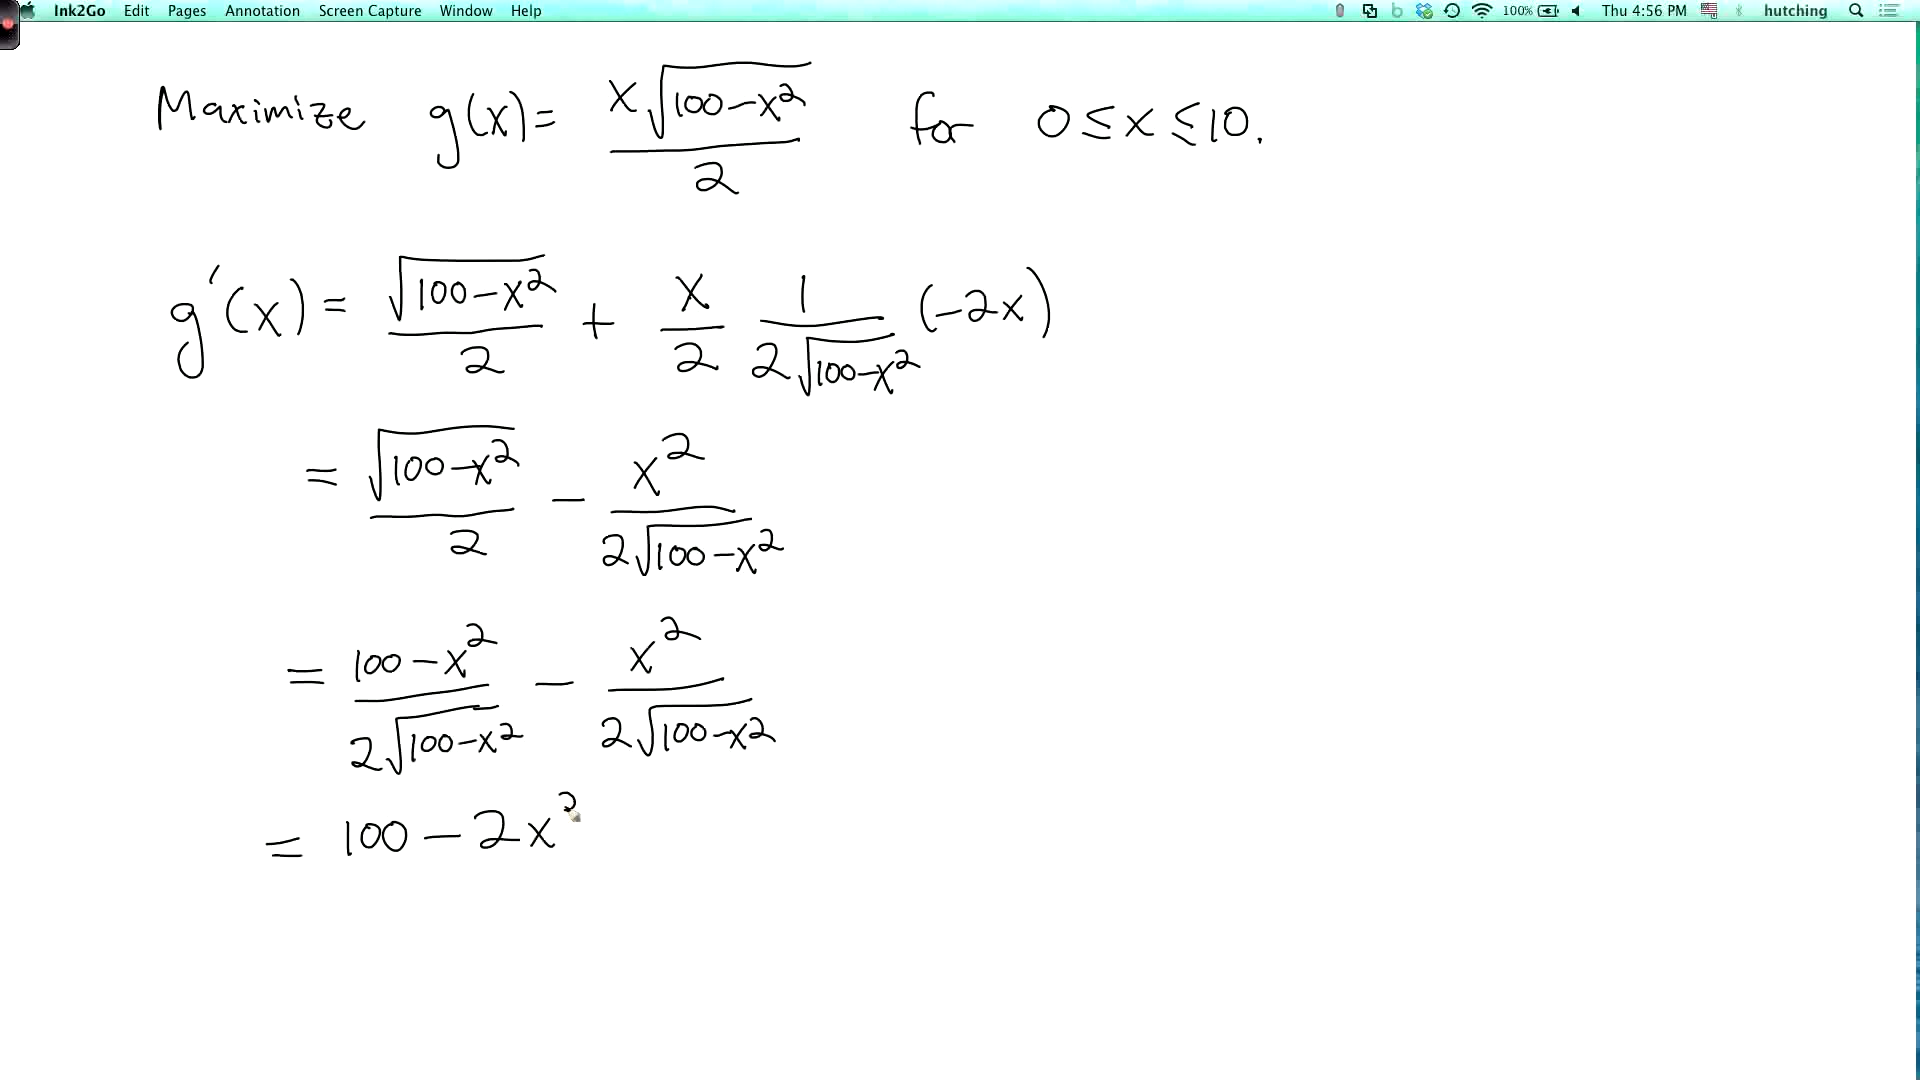 Ink2Go Edit Pages Annotation Screen Capture Window Help 100% Thu 4:56 PM hutching
Maximize g(x) = x√(100-x²) / 2 for 0 ≤ x ≤ 10.
g'(x) = √(100-x²) / 2 + x/2 1/(2√(100-x²)) (-2x)
= √(100-x²) / 2 - x² / (2√(100-x²))
= (100-x²) / (2√(100-x²)) - x² / (2√(100-x²))
= 100 - 2x²